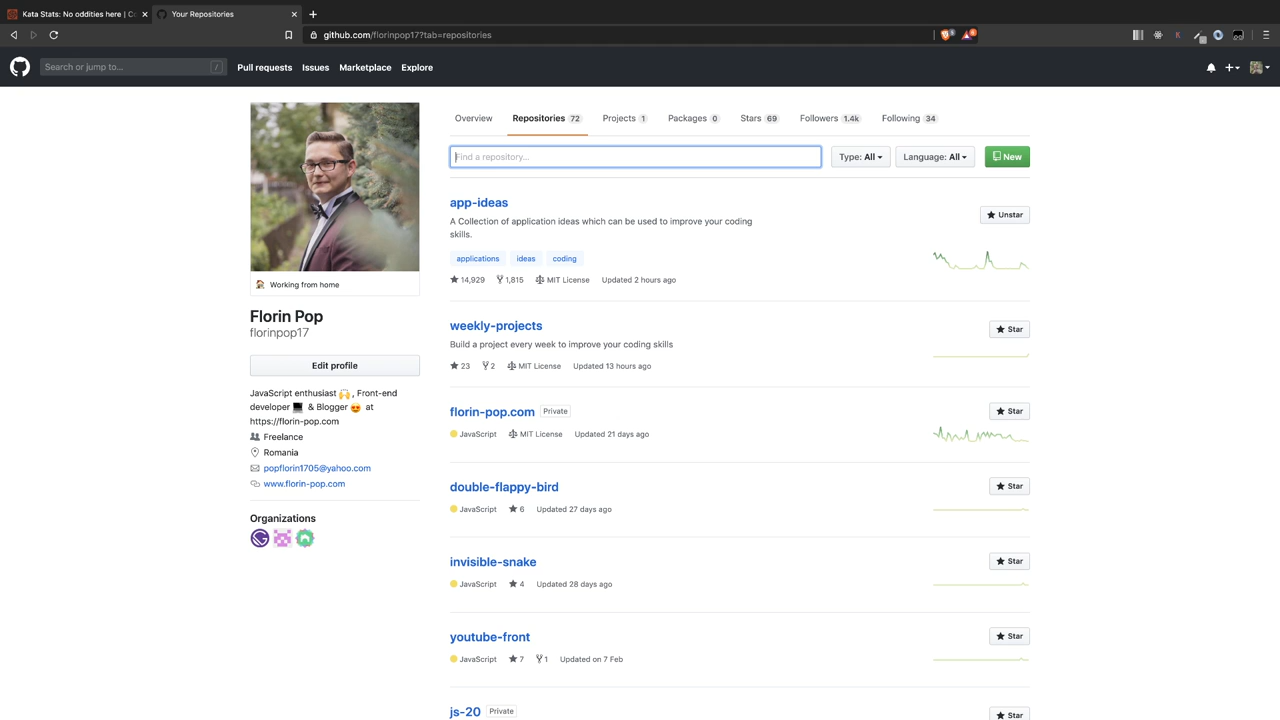 Kata Stats: No oddities here | Co
Your Repositories
github.com/florinpop17?tab=repositories
Search or jump to...
/
Pull requests
Issues
Marketplace
Explore
Overview
Repositories 72
Projects 1
Packages 0
Stars 69
Followers 1.4k
Following 34
Find a repository...
Type: All
Language: All
New
Working from home
Florin Pop
florinpop17
Edit profile
JavaScript enthusiast , Front-end
developer & Blogger at
https://florin-pop.com
Freelance
Romania
popflorin1705@yahoo.com
www.florin-pop.com
Organizations
app-ideas
Unstar
A Collection of application ideas which can be used to improve your coding
skills.
applications ideas coding
14,929 1,815 MIT License Updated 2 hours ago
weekly-projects
Star
Build a project every week to improve your coding skills
23 2 MIT License Updated 13 hours ago
florin-pop.com Private
Star
JavaScript MIT License Updated 21 days ago
double-flappy-bird
Star
JavaScript 6 Updated 27 days ago
invisible-snake
Star
JavaScript 4 Updated 28 days ago
youtube-front
Star
JavaScript 7 1 Updated on 7 Feb
js-20 Private
Star